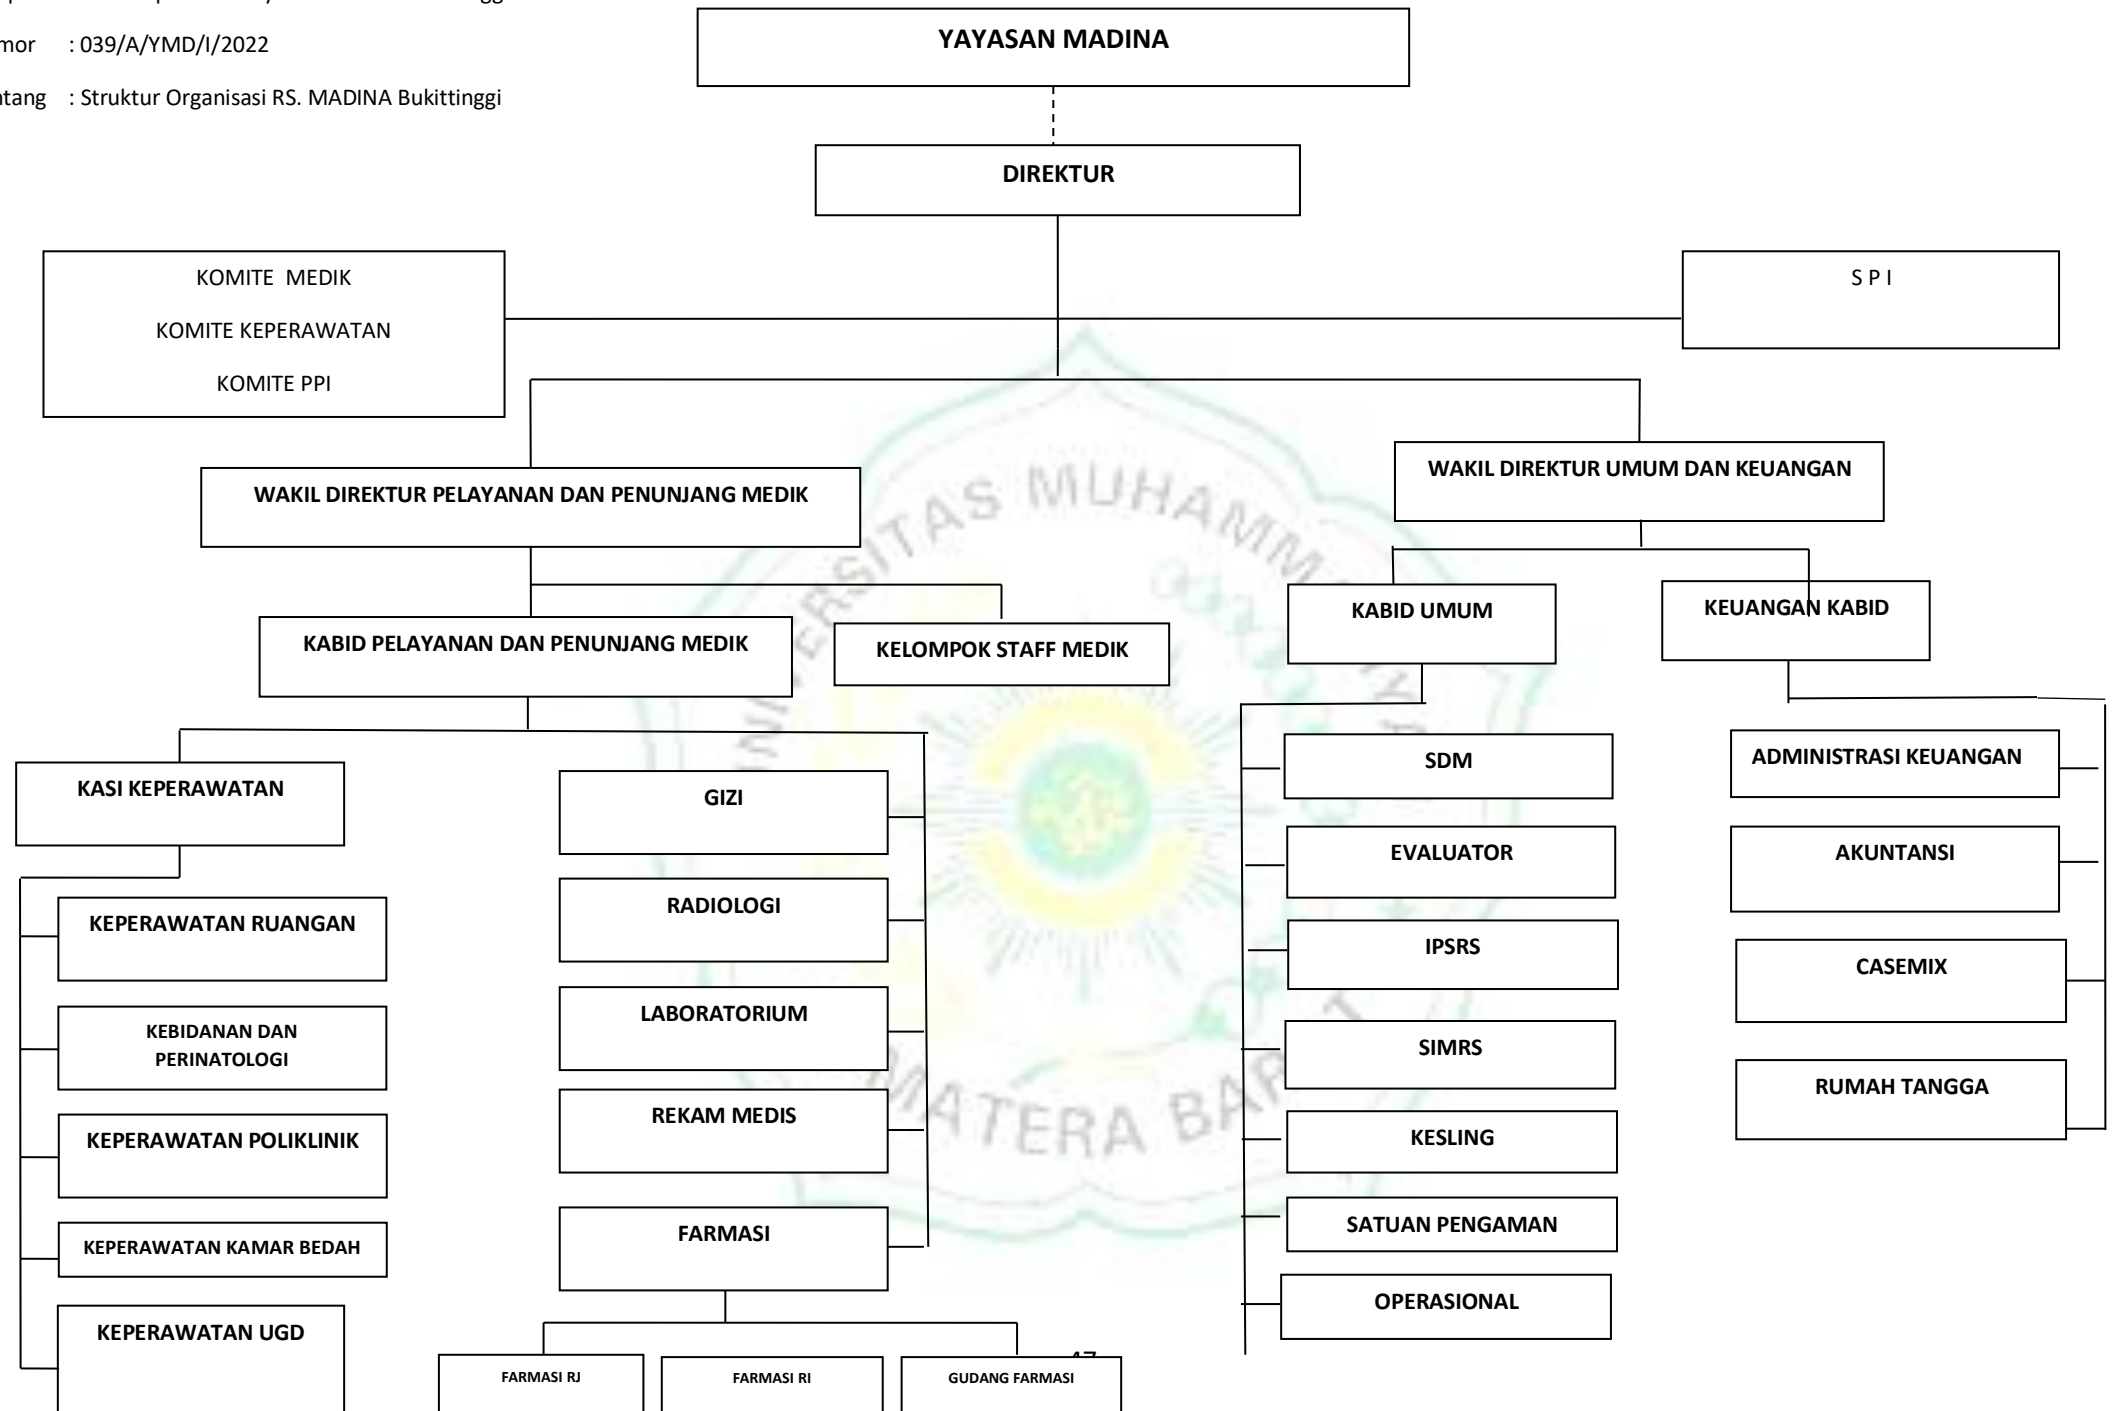 : 039/A/YMD/I/2022
: Struktur Organisasi RS. MADINA Bukittinggi
YAYASAN MADINA
DIREKTUR
KOMITE MEDIK
KOMITE KEPERAWATAN
KOMITE PPI
S P I
WAKIL DIREKTUR PELAYANAN DAN PENUNJANG MEDIK
WAKIL DIREKTUR UMUM DAN KEUANGAN
KABID PELAYANAN DAN PENUNJANG MEDIK
KELOMPOK STAFF MEDIK
KABID UMUM
KEUANGAN KABID
KASI KEPERAWATAN
KEPERAWATAN RUANGAN
KEBIDANAN DAN
PERINATOLOGI
KEPERAWATAN POLIKLINIK
KEPERAWATAN KAMAR BEDAH
KEPERAWATAN UGD
GIZI
RADIOLOGI
LABORATORIUM
REKAM MEDIS
FARMASI
FARMASI RJ
FARMASI RI
GUDANG FARMASI
SDM
EVALUATOR
IPSRS
SIMRS
KESLING
SATUAN PENGAMAN
OPERASIONAL
ADMINISTRASI KEUANGAN
AKUNTANSI
CASEMIX
RUMAH TANGGA